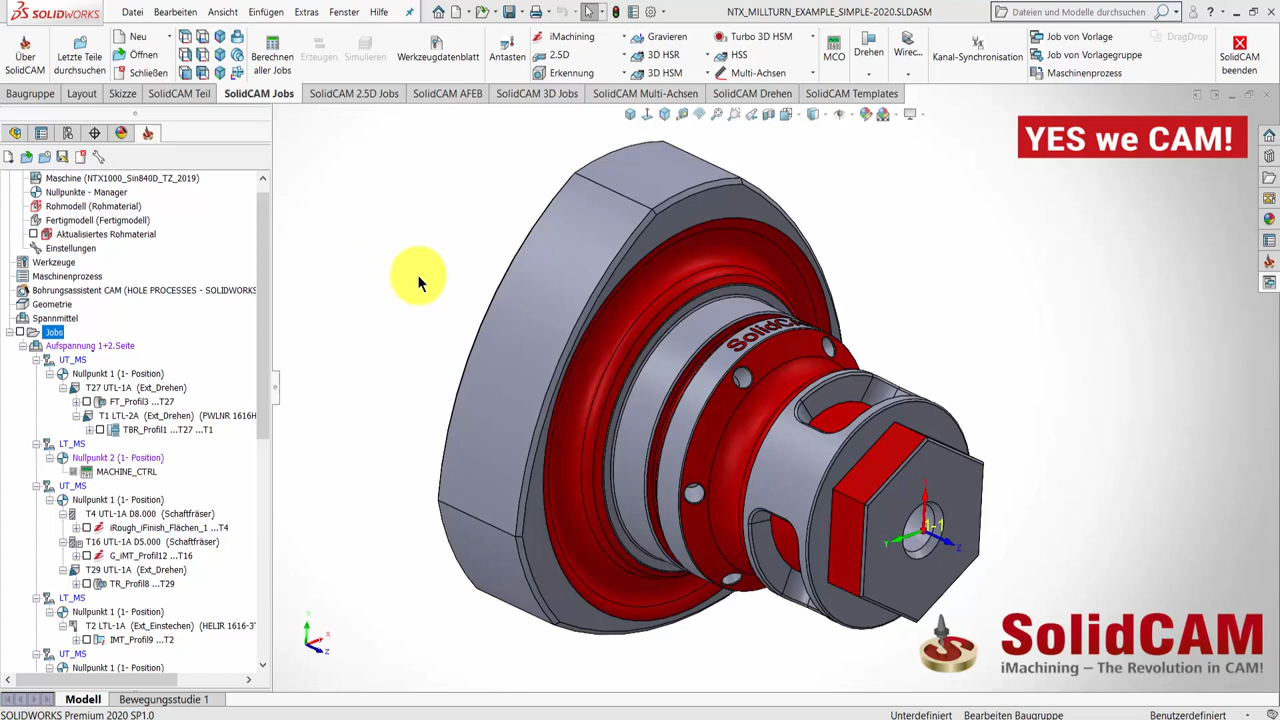 SOLIDWORKS
Datei Bearbeiten Ansicht Einfügen Extras Fenster Hilfe
NTX_MILLTURN_EXAMPLE_SIMPLE-2020.SLDASM
Dateien und Modelle durchsuchen
Über SolidCAM
Letzte Teile durchsuchen
Neu
Öffnen
Schließen
Berechnen aller Jobs
Erzeugen
Simulieren
Werkzeugdatenblatt
Antasten
iMachining
2.5D
Erkennung
Gravieren
3D HSR
3D HSM
Turbo 3D HSM
HSS
Multi-Achsen
MCO
Drehen
Wirec...
Kanal-Synchronisation
Job von Vorlage
Job von Vorlagegruppe
Maschinenprozess
DragDrop
SolidCAM beenden
Baugruppe Layout Skizze SolidCAM Teil SolidCAM Jobs SolidCAM 2.5D Jobs SolidCAM AFEB SolidCAM 3D Jobs SolidCAM Multi-Achsen SolidCAM Drehen SolidCAM Templates
YES we CAM!
Maschine (NTX1000_Sin840D_TZ_2019)
Nullpunkte - Manager
Rohmodell (Rohmaterial)
Fertigmodell (Fertigmodell)
Aktualisiertes Rohmaterial
Einstellungen
Werkzeuge
Maschinenprozess
Bohrungsassistent CAM (HOLE PROCESSES - SOLIDWORKS
Geometrie
Spannmittel
Jobs
Aufspannung 1+2.Seite
UT_MS
Nullpunkt 1 (1- Position)
T27 UTL-1A (Ext_Drehen)
FT_Profil3 ...T27
T1 LTL-2A (Ext_Drehen) (PWLNR 1616H
TBR_Profil1 ...T27 ...T1
LT_MS
Nullpunkt 2 (1- Position)
MACHINE_CTRL
UT_MS
Nullpunkt 1 (1- Position)
T4 UTL-1A D8.000 (Schaftfräser)
iRough_iFinish_Flächen_1 ...T4
T16 UTL-1A D5.000 (Schaftfräser)
G_iMT_Profil12 ...T16
T29 UTL-1A (Ext_Drehen)
TR_Profil8 ...T29
LT_MS
Nullpunkt 1 (1- Position)
T2 LTL-1A (Ext_Einstechen) (HELIR 1616-3T
IMT_Profil9 ...T2
UT_MS
Nullpunkt 1 (1- Position)
SolidCA
1-1
Y
Z
Y
X
Z
SolidCAM
iMachining – The Revolution in CAM!
Modell Bewegungsstudie 1
SOLIDWORKS Premium 2020 SP1.0
Unterdefiniert Bearbeiten Baugruppe Benutzerdefiniert